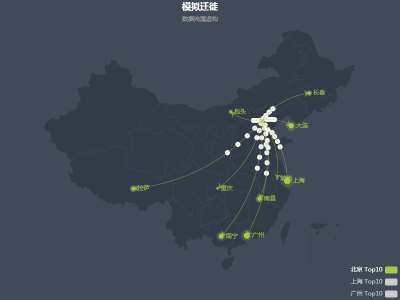 模拟迁徙
数据纯属虚构
长春
包头
大连
拉萨
重庆
上海
南昌
南宁
广州
北京 Top10
上海 Top10
广州 Top10